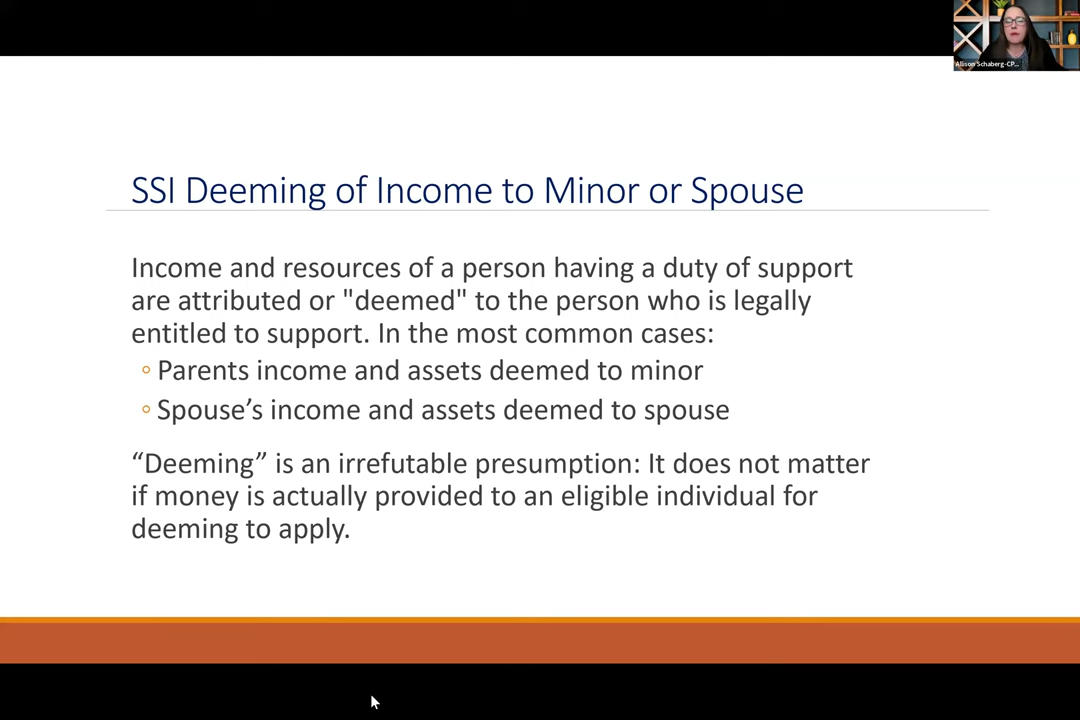 Allison Schaberg-CP...
SSI Deeming of Income to Minor or Spouse
Income and resources of a person having a duty of support
are attributed or "deemed" to the person who is legally
entitled to support. In the most common cases:
◦ Parents income and assets deemed to minor
◦ Spouse’s income and assets deemed to spouse
“Deeming” is an irrefutable presumption: It does not matter
if money is actually provided to an eligible individual for
deeming to apply.